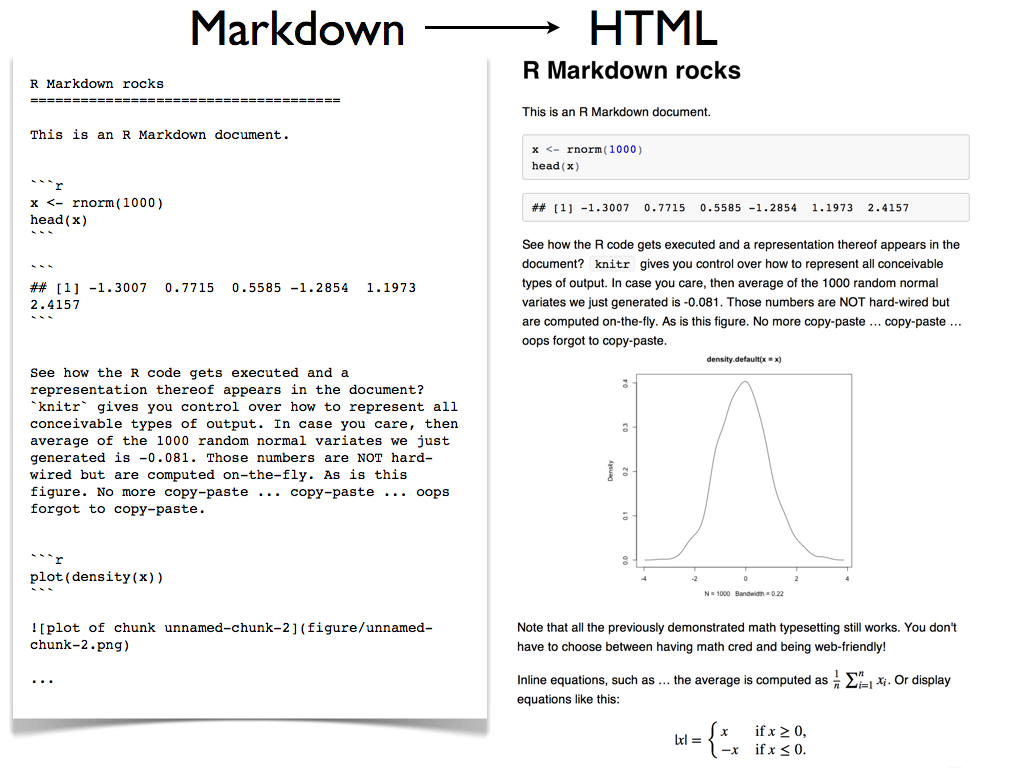 Markdown → HTML
R Markdown rocks
=====================================
This is an R Markdown document.
```r
x <- rnorm(1000)
head(x)
```
```
## [1] -1.3007  0.7715  0.5585 -1.2854  1.1973
2.4157
```
See how the R code gets executed and a
representation thereof appears in the document?
`knitr` gives you control over how to represent all
conceivable types of output. In case you care, then
average of the 1000 random normal variates we just
generated is -0.081. Those numbers are NOT hard-
wired but are computed on-the-fly. As is this
figure. No more copy-paste ... copy-paste ... oops
forgot to copy-paste.
```r
plot(density(x))
```
![plot of chunk unnamed-chunk-2](figure/unnamed-
chunk-2.png)
...
R Markdown rocks
This is an R Markdown document.
x <- rnorm(1000)
head(x)
## [1] -1.3007  0.7715  0.5585 -1.2854  1.1973  2.4157
See how the R code gets executed and a representation thereof appears in the
document? knitr gives you control over how to represent all conceivable
types of output. In case you care, then average of the 1000 random normal
variates we just generated is -0.081. Those numbers are NOT hard-wired but
are computed on-the-fly. As is this figure. No more copy-paste … copy-paste …
oops forgot to copy-paste.
density.default(x = x)
Density
0.4
0.3
0.2
0.1
0.0
-4 -2 0 2 4
N = 1000 Bandwidth = 0.22
Note that all the previously demonstrated math typesetting still works. You don't
have to choose between having math cred and being web-friendly!
Inline equations, such as … the average is computed as 1/n ∑ⁿᵢ₌₁ xᵢ. Or display
equations like this:
|x| = { x if x ≥ 0,
−x if x ≤ 0.